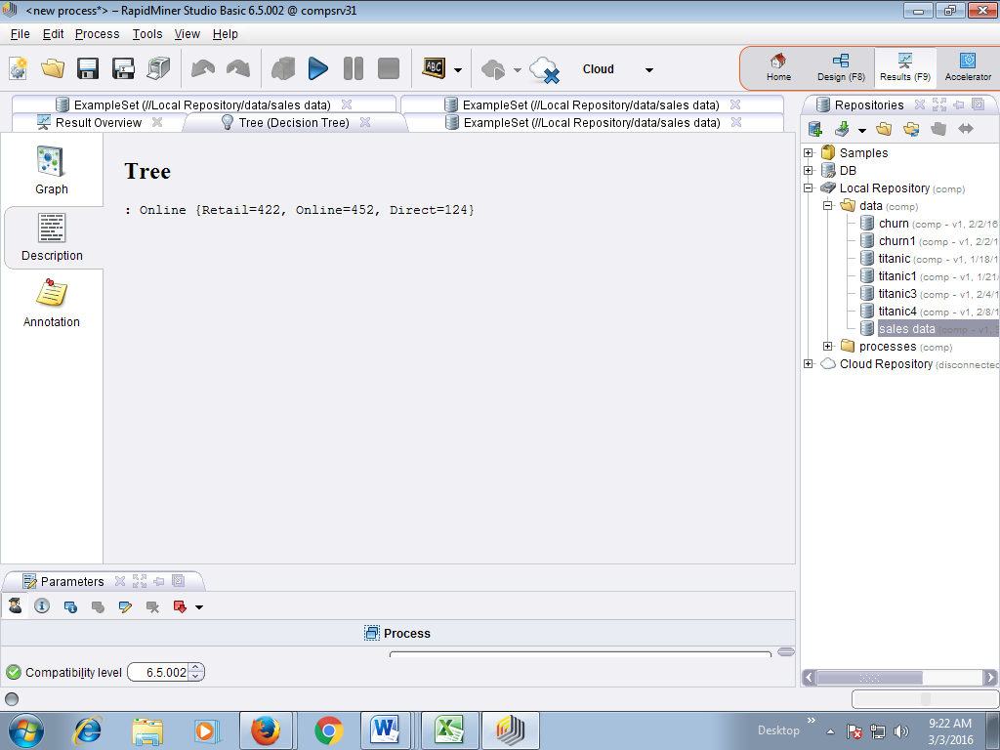 <new process*> – RapidMiner Studio Basic 6.5.002 @ compsrv31
File Edit Process Tools View Help
ABC
Cloud
Home
Design (F8)
Results (F9)
Accelerator
ExampleSet (//Local Repository/data/sales data)
ExampleSet (//Local Repository/data/sales data)
Result Overview
Tree (Decision Tree)
ExampleSet (//Local Repository/data/sales data)
Graph
Description
Annotation
Tree
: Online {Retail=422, Online=452, Direct=124}
Repositories
Samples
DB
Local Repository (comp)
data (comp)
churn (comp - v1, 2/2/16
churn1 (comp - v1, 2/2/1
titanic (comp - v1, 1/18/1
titanic1 (comp - v1, 1/21/
titanic3 (comp - v1, 2/4/1
titanic4 (comp - v1, 2/8/1
sales data (comp - v1,
processes (comp)
Cloud Repository (disconnected
Parameters
Process
Compatibility level 6.5.002
Desktop
9:22 AM
3/3/2016